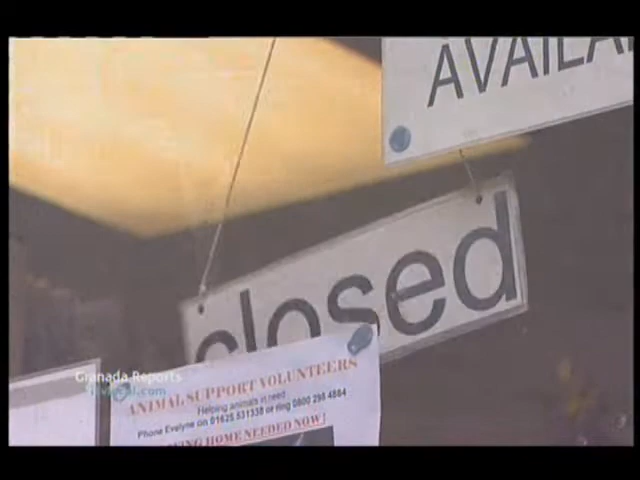 AVAILA
closed
Granada Reports
ANIMAL SUPPORT VOLUNTEERS
Helping animals in need
Phone Evelyne on 01625 531338 or ring 0800 298 4884
HOME NEEDED NOW!